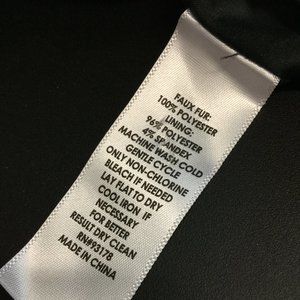 FAUX FUR:
100% POLYESTER
LINING:
96% POLYESTER
4% SPANDEX
MACHINE WASH COLD
GENTLE CYCLE
ONLY NON-CHLORINE
BLEACH IF NEEDED
LAY FLAT TO DRY
COOL IRON IF
NECESSARY
FOR BETTER
RESULT DRY CLEAN
RN#93178
MADE IN CHINA